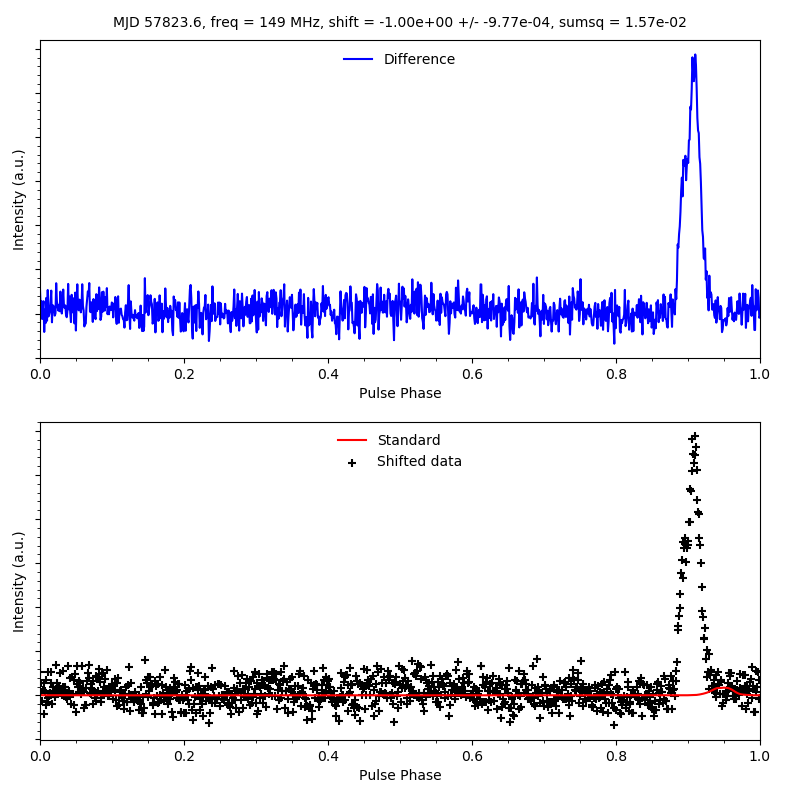 MJD 57823.6, freq = 149 MHz, shift = -1.00e+00 +/- -9.77e-04, sumsq = 1.57e-02
Difference
Intensity (a.u.)
0.0 0.2 0.4 0.6 0.8 1.0
Pulse Phase
Standard
Shifted data
Intensity (a.u.)
0.0 0.2 0.4 0.6 0.8 1.0
Pulse Phase